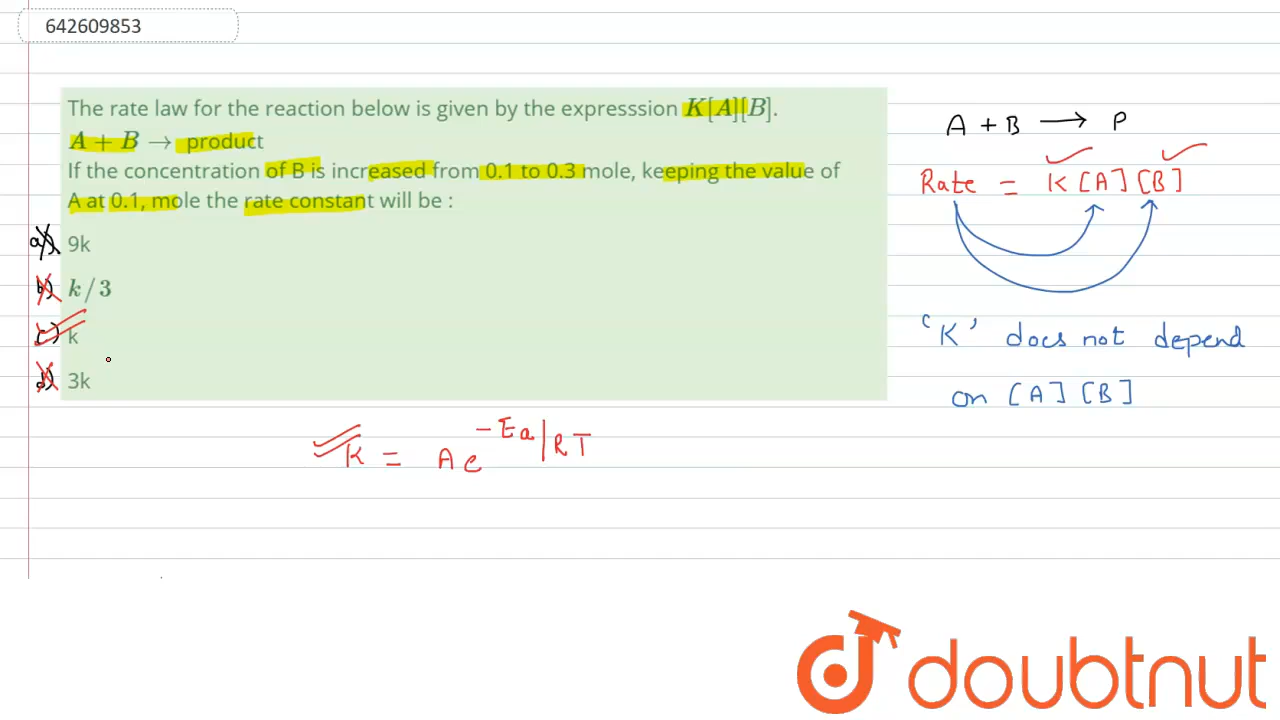 642609853
The rate law for the reaction below is given by the expresssion K[A][B].
A + B → product
If the concentration of B is increased from 0.1 to 0.3 mole, keeping the value of
A at 0.1, mole the rate constant will be :
a) 9k
b) k/3
c) k
d) 3k
A + B → P
Rate = K [A] [B]
'K' does not depend
on [A] [B]
K = A e^-Ea/RT
doubtnut